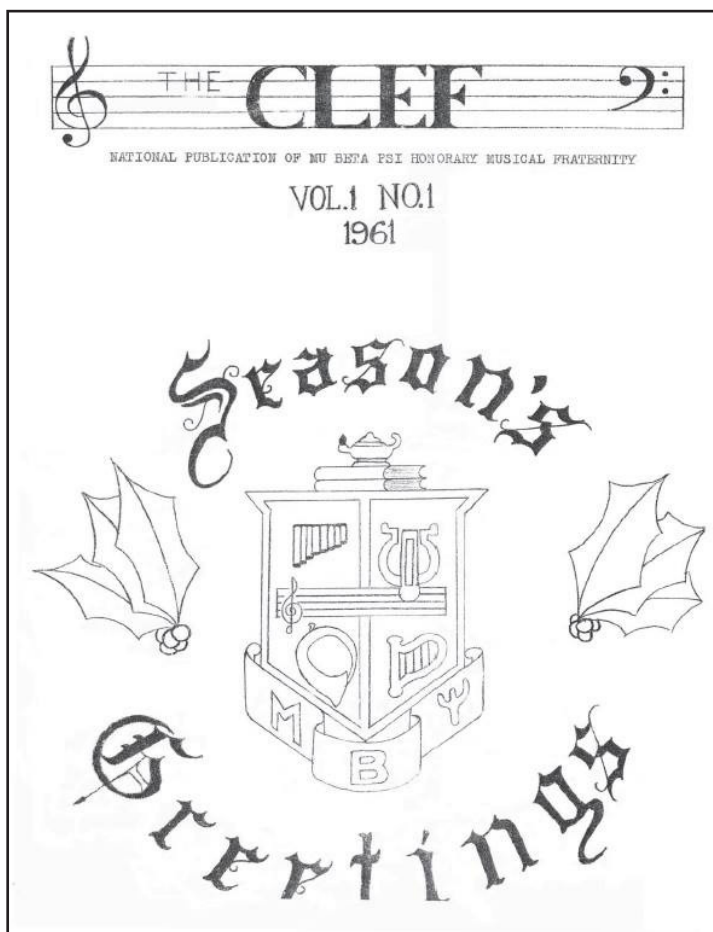 THE CLEF
NATIONAL PUBLICATION OF MU BETA PSI HONORARY MUSICAL FRATERNITY
VOL.1 NO.1
1961
Season's
M B Ψ
Greetings